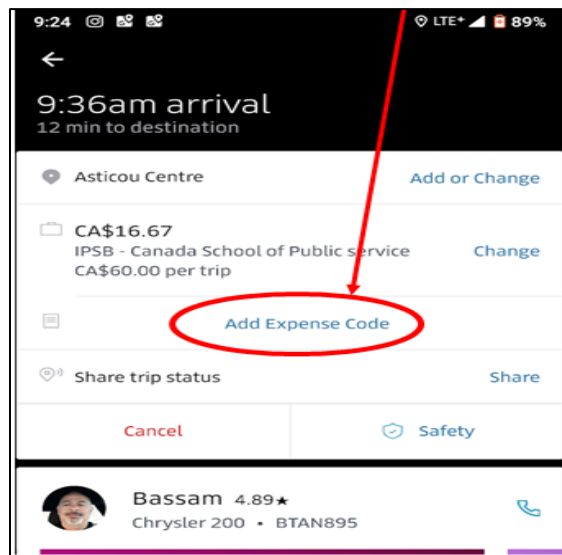 9:24 LTE+ 89%
9:36am arrival
12 min to destination
Asticou Centre Add or Change
CA$16.67
IPSB - Canada School of Public service Change
CA$60.00 per trip
Add Expense Code
Share trip status Share
Cancel Safety
Bassam 4.89★
Chrysler 200 • BTAN895